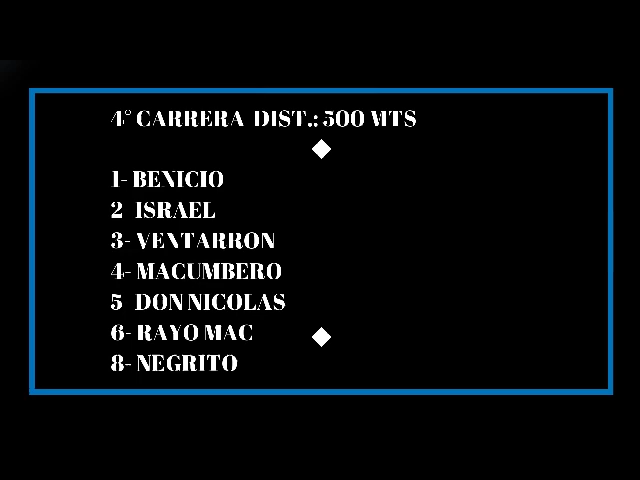 4° CARRERA DIST.: 500 MTS
1- BENICIO
2 ISRAEL
3- VENTARRON
4- MACUMBERO
5 DON NICOLAS
6- RAYO MAC
8- NEGRITO